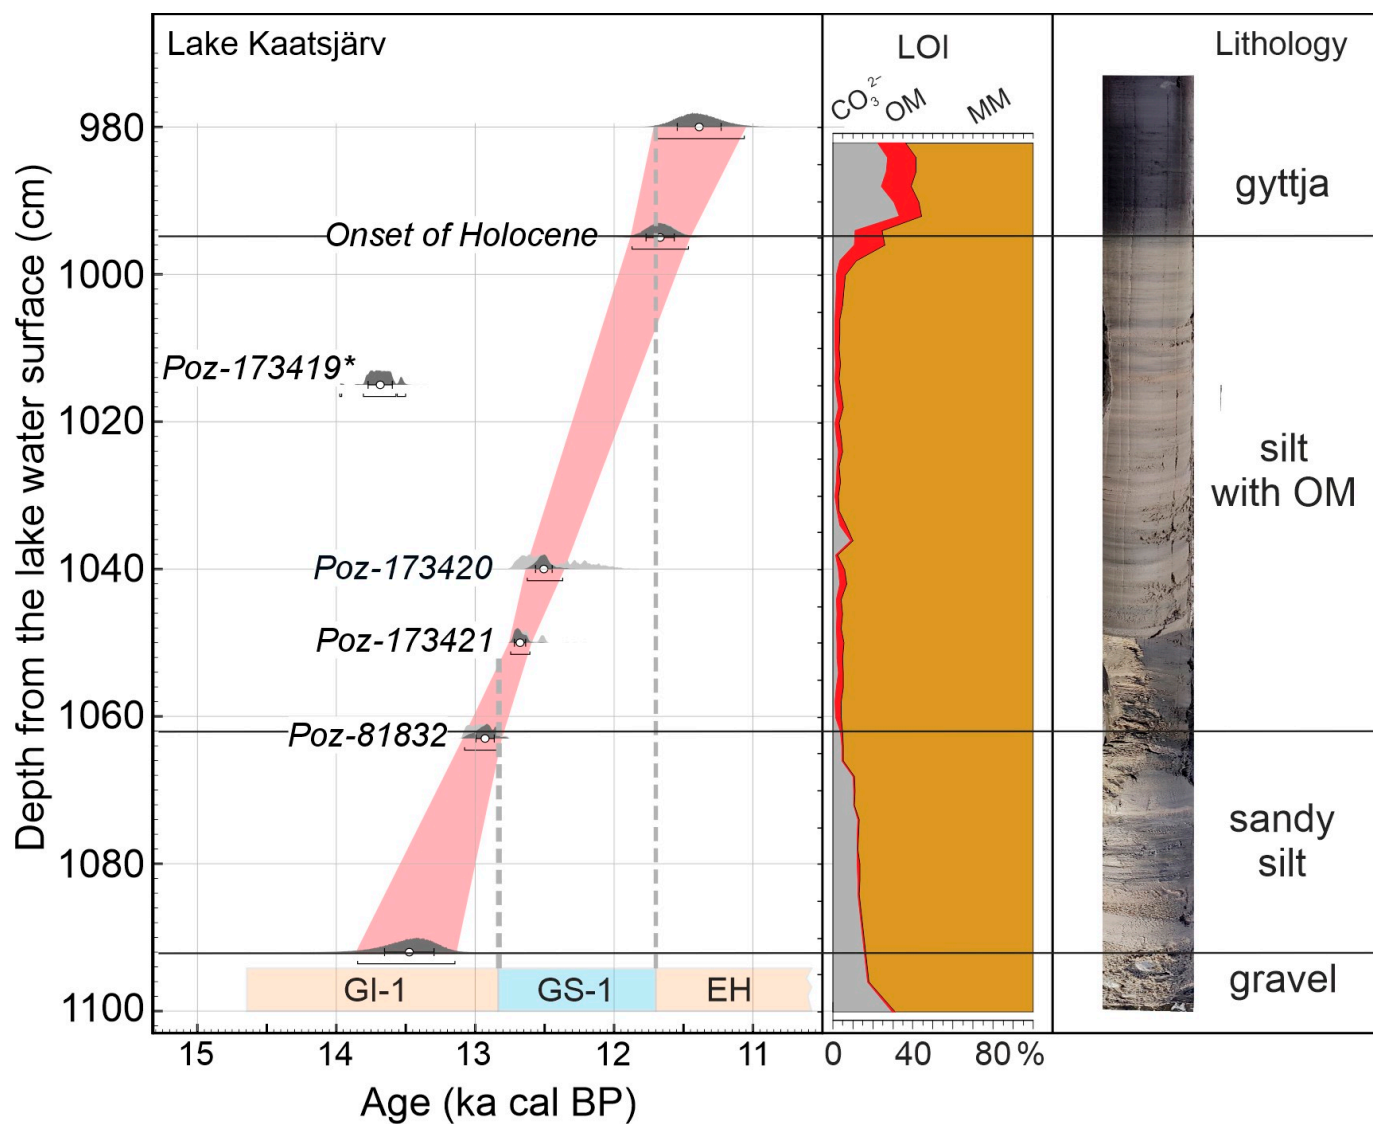 Lake Kaatsjärv
LOI
Lithology
CO₃²⁻ OM MM
Depth from the lake water surface (cm)
980
1000
1020
1040
1060
1080
1100
Onset of Holocene
Poz-173419*
Poz-173420
Poz-173421
Poz-81832
gyttja
silt
with OM
sandy
silt
gravel
GI-1 GS-1 EH
15 14 13 12 11
0 40 80 %
Age (ka cal BP)